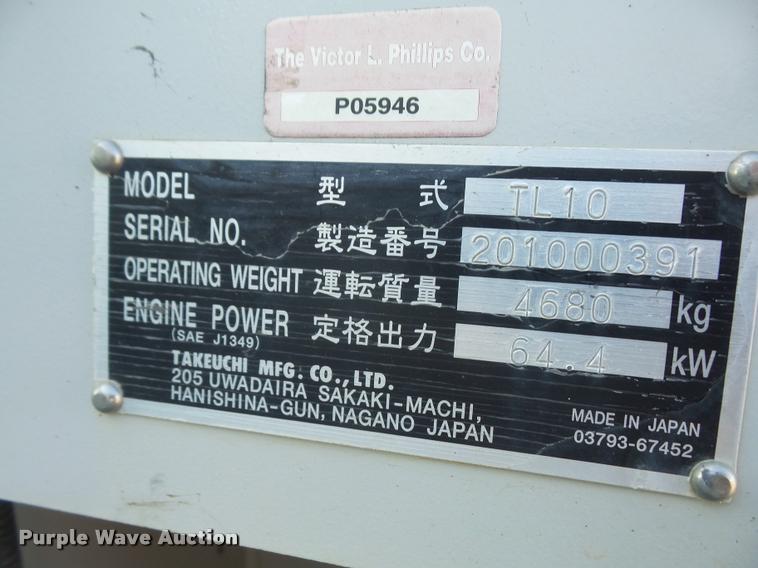 The Victor L. Phillips Co.
P05946
MODEL 型 式 TL10
SERIAL NO. 製造番号 201000391
OPERATING WEIGHT 運転質量 4680 kg
ENGINE POWER 定格出力 64.4 kW
(SAE J1349)
TAKEUCHI MFG. CO., LTD.
205 UWADAIRA SAKAKI-MACHI,
HANISHINA-GUN, NAGANO JAPAN
MADE IN JAPAN
03793-67452
Purple Wave Auction